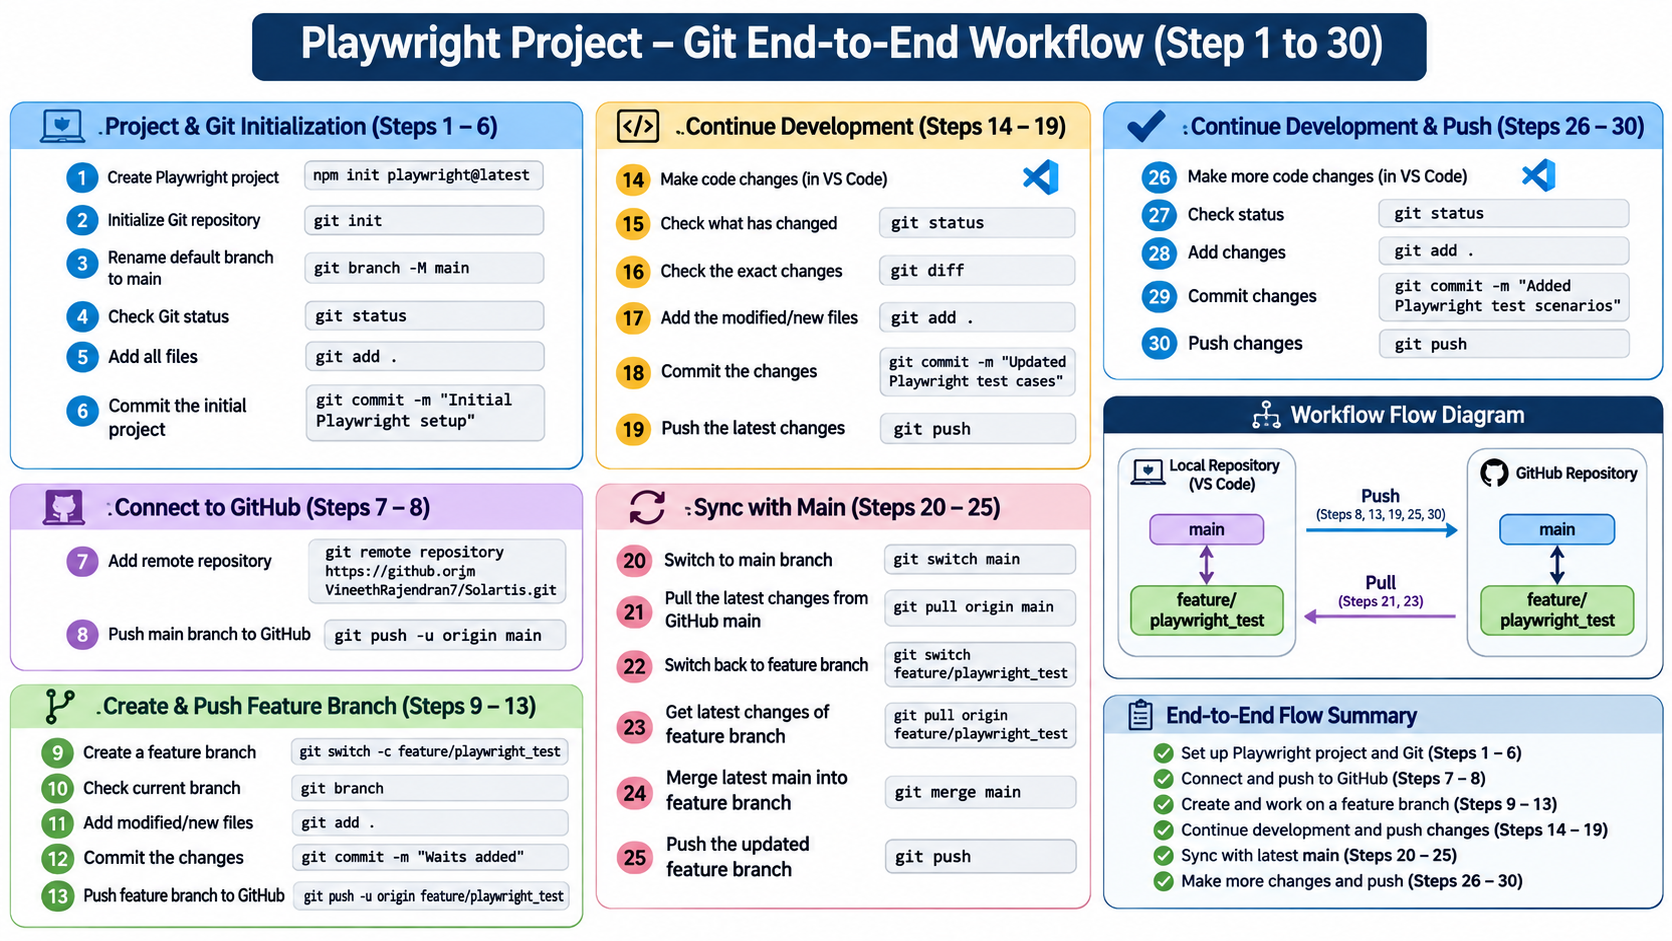 Playwright Project – Git End-to-End Workflow (Step 1 to 30)
.Project & Git Initialization (Steps 1 – 6)
1 Create Playwright project npm init playwright@latest
2 Initialize Git repository git init
3 Rename default branch
to main
git branch -M main
4 Check Git status git status
5 Add all files git add .
6 Commit the initial
project
git commit -m "Initial
Playwright setup"
.Connect to GitHub (Steps 7 – 8)
7 Add remote repository
git remote repository
https://github.orjm
VineethRajendran7/Solartis.git
8 Push main branch to GitHub git push -u origin main
.Create & Push Feature Branch (Steps 9 – 13)
9 Create a feature branch git switch -c feature/playwright_test
10 Check current branch git branch
11 Add modified/new files git add .
12 Commit the changes git commit -m "Waits added"
13 Push feature branch to GitHub git push -u origin feature/playwright_test
</> ..Continue Development (Steps 14 – 19)
14 Make code changes (in VS Code)
15 Check what has changed git status
16 Check the exact changes git diff
17 Add the modified/new files git add .
18 Commit the changes
git commit -m "Updated
Playwright test cases"
19 Push the latest changes git push
:.Sync with Main (Steps 20 – 25)
20 Switch to main branch git switch main
21 Pull the latest changes from
GitHub main
git pull origin main
22 Switch back to feature branch
git switch
feature/playwright_test
23 Get latest changes of
feature branch
git pull origin
feature/playwright_test
24 Merge latest main into
feature branch
git merge main
25 Push the updated
feature branch
git push
:Continue Development & Push (Steps 26 – 30)
26 Make more code changes (in VS Code)
27 Check status git status
28 Add changes git add .
29 Commit changes
git commit -m "Added
Playwright test scenarios"
30 Push changes git push
Workflow Flow Diagram
Local Repository
(VS Code)
main
feature/
playwright_test
Push
(Steps 8, 13, 19, 25, 30)
Pull
(Steps 21, 23)
GitHub Repository
main
feature/
playwright_test
End-to-End Flow Summary
Set up Playwright project and Git (Steps 1 – 6)
Connect and push to GitHub (Steps 7 – 8)
Create and work on a feature branch (Steps 9 – 13)
Continue development and push changes (Steps 14 – 19)
Sync with latest main (Steps 20 – 25)
Make more changes and push (Steps 26 – 30)